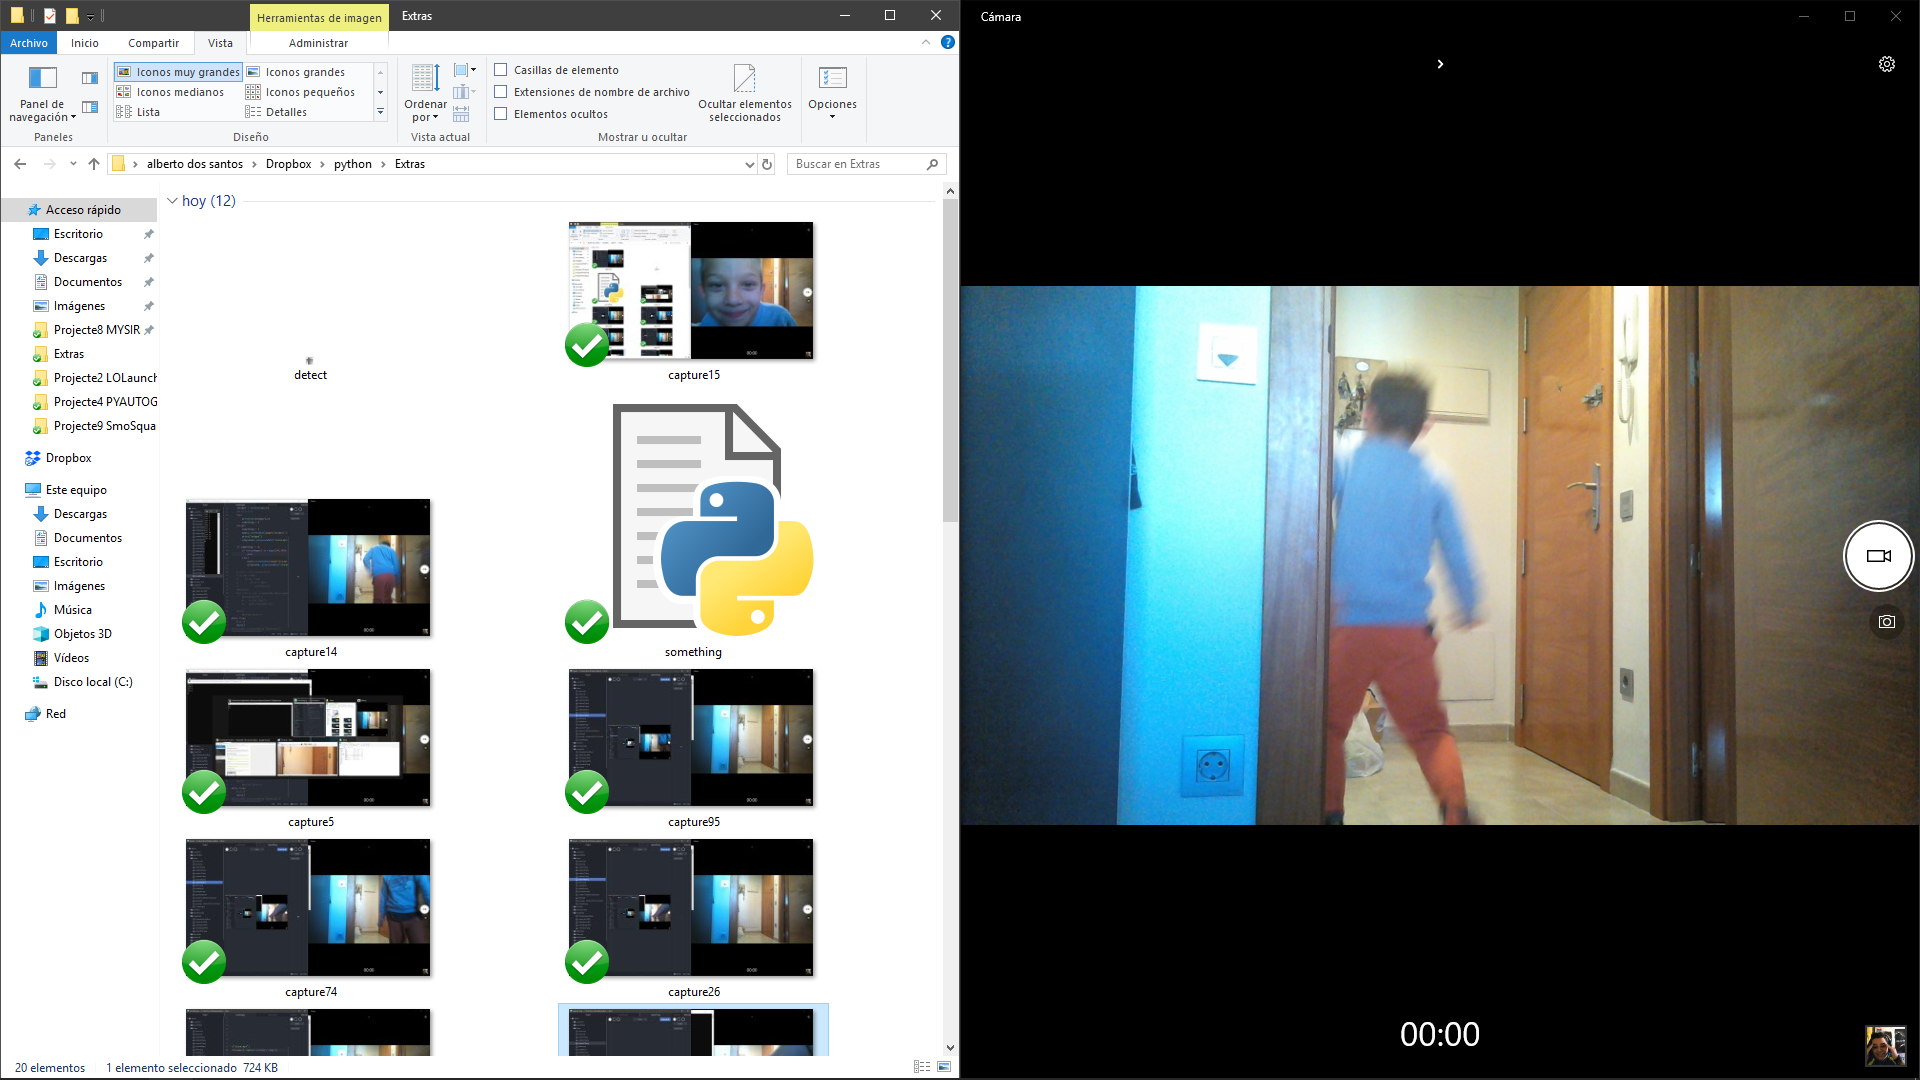 Herramientas de imagen
Extras
Archivo
Inicio
Compartir
Vista
Administrar
Panel de navegación
Paneles
Iconos muy grandes
Iconos grandes
Iconos medianos
Iconos pequeños
Lista
Detalles
Diseño
Ordenar por
Vista actual
Casillas de elemento
Extensiones de nombre de archivo
Elementos ocultos
Ocultar elementos seleccionados
Mostrar u ocultar
Opciones
alberto dos santos
Dropbox
python
Extras
Buscar en Extras
Acceso rápido
Escritorio
Descargas
Documentos
Imágenes
Projecte8 MYSIR
Extras
Projecte2 LOLaunch
Projecte4 PYAUTOG
Projecte9 SmoSqua
Dropbox
Este equipo
Descargas
Documentos
Escritorio
Imágenes
Música
Objetos 3D
Vídeos
Disco local (C:)
Red
hoy (12)
detect
capture15
capture14
something
capture5
capture95
capture74
capture26
20 elementos
1 elemento seleccionado 724 KB
Cámara
00:00